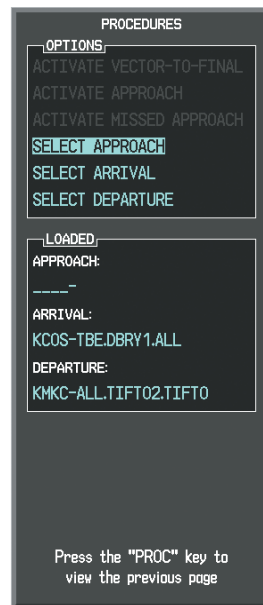 PROCEDURES
OPTIONS
ACTIVATE VECTOR-TO-FINAL
ACTIVATE APPROACH
ACTIVATE MISSED APPROACH
SELECT APPROACH
SELECT ARRIVAL
SELECT DEPARTURE
LOADED
APPROACH:
____-
ARRIVAL:
KCOS-TBE.DBRY1.ALL
DEPARTURE:
KMKC-ALL.TIFTO2.TIFTO
Press the "PROC" key to
view the previous page